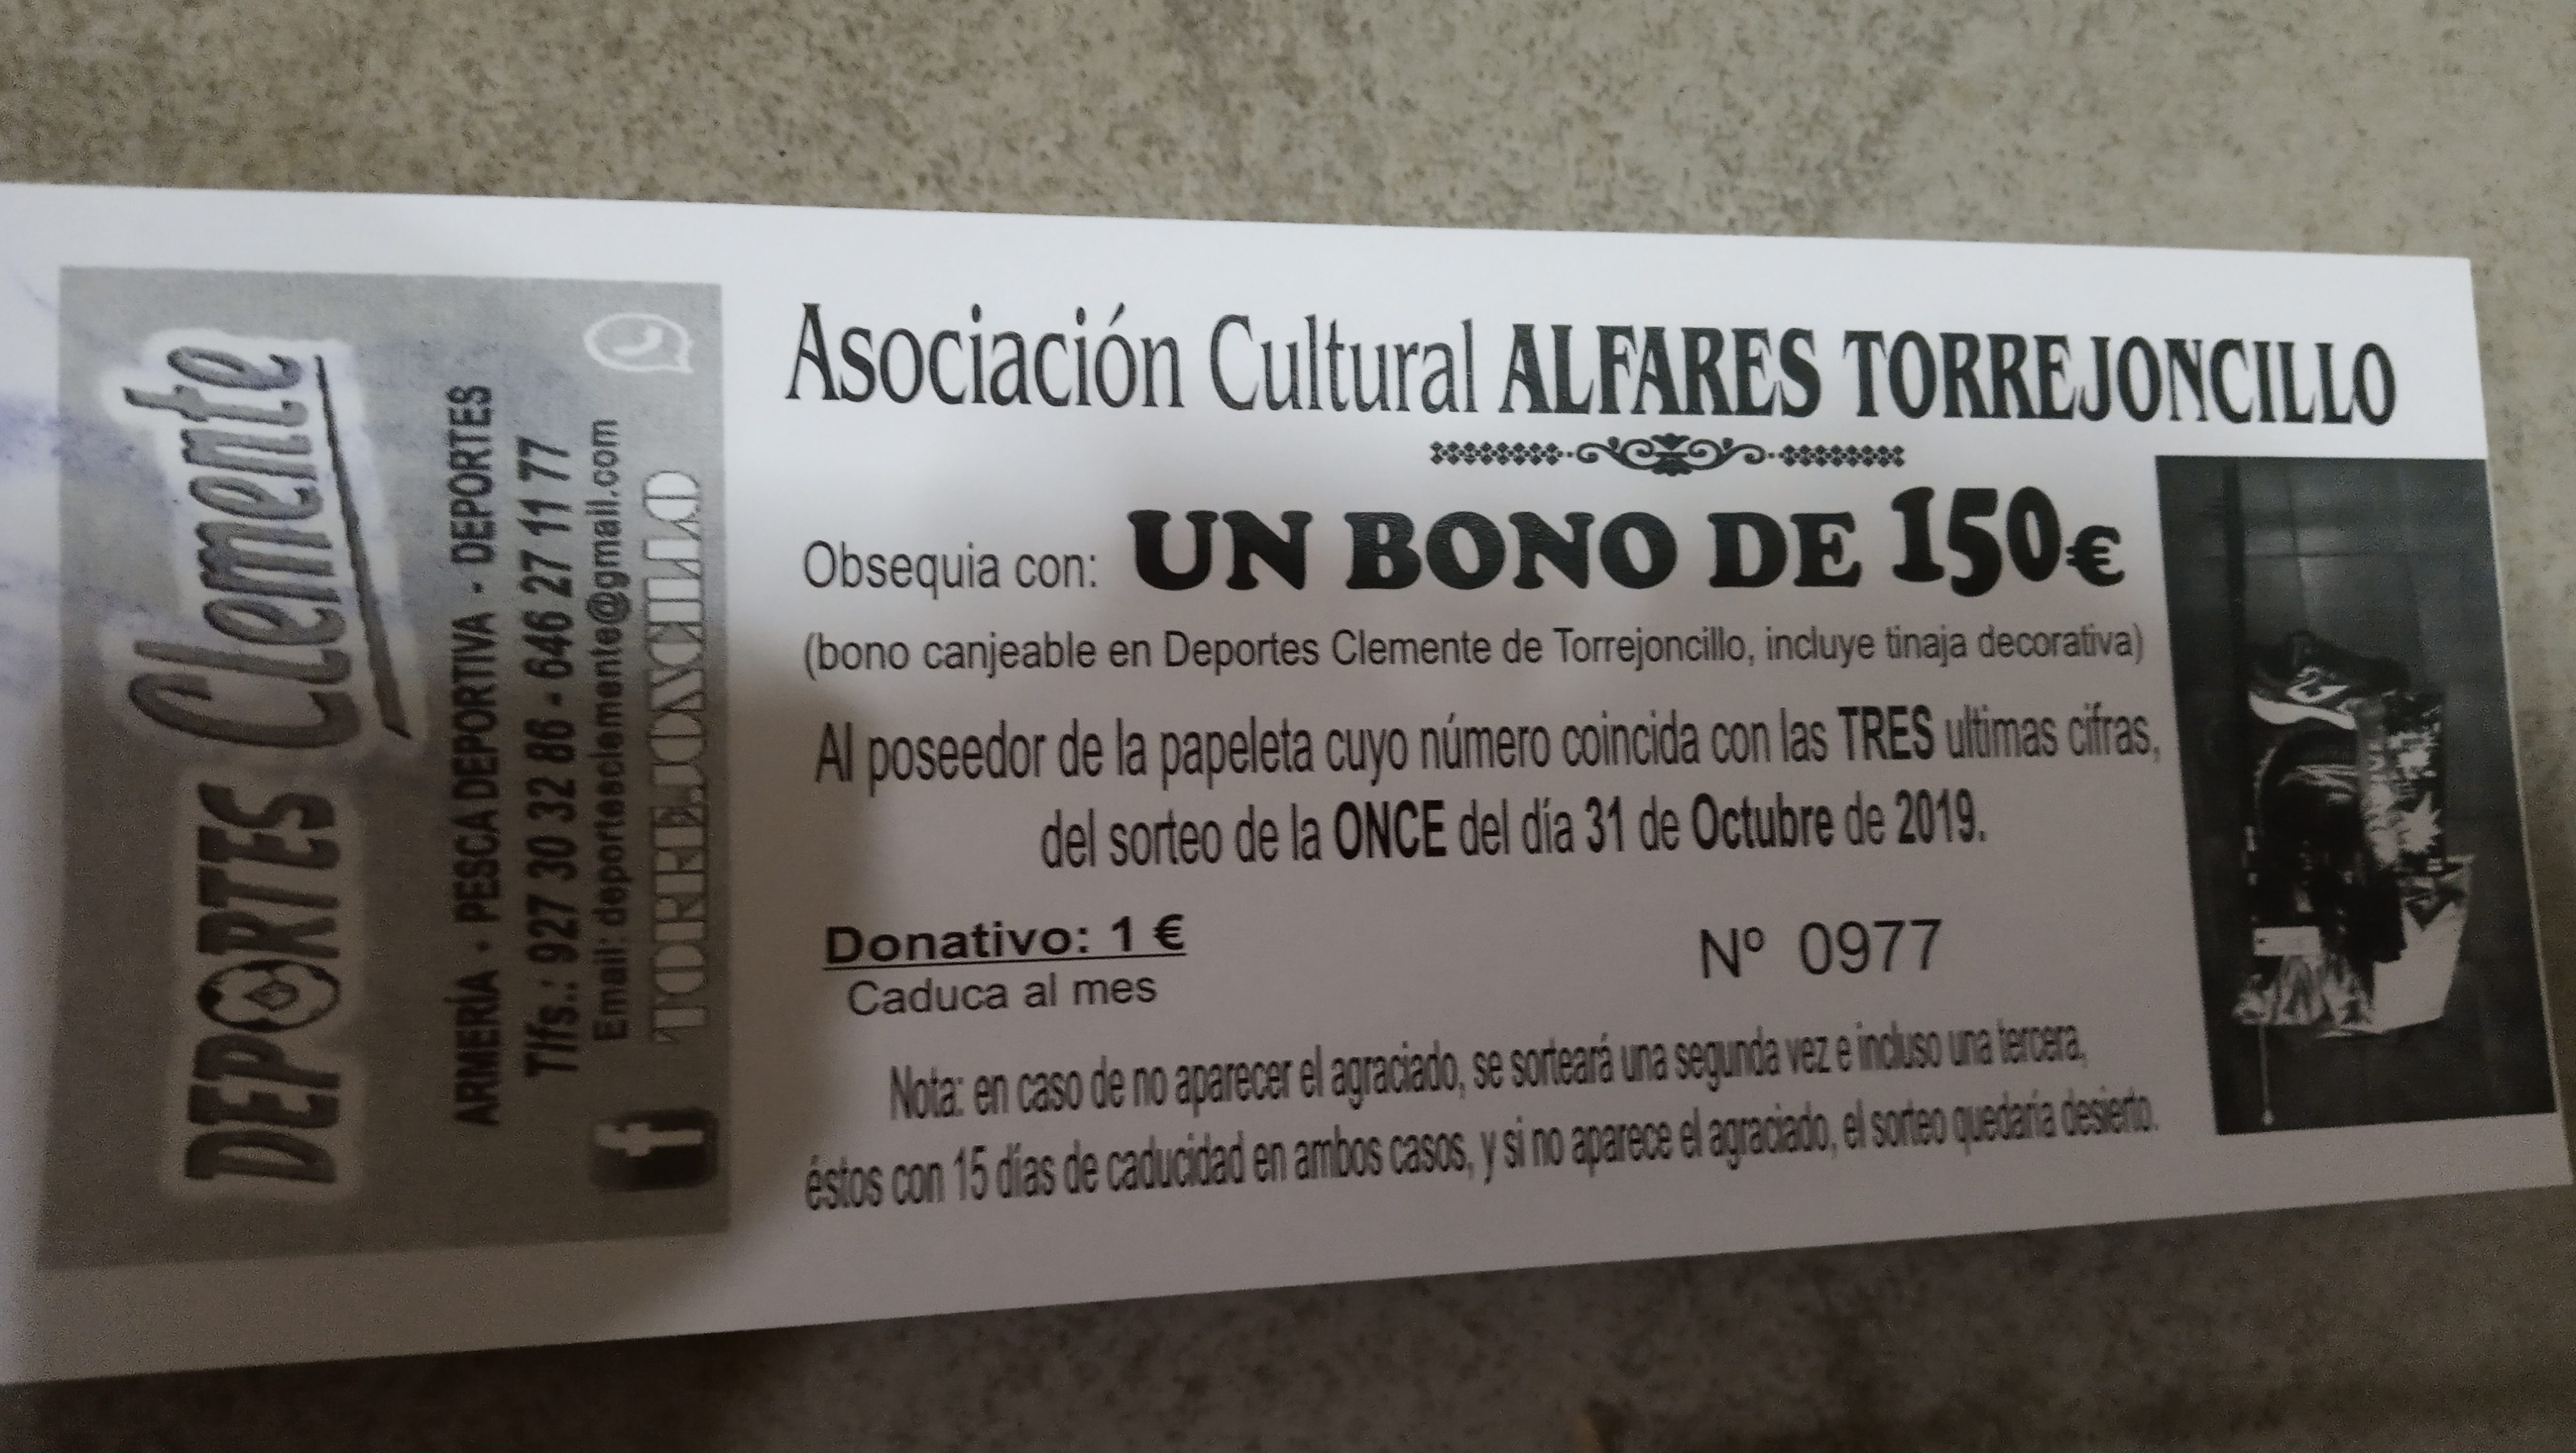 DEPORTES Clemente
ARMERÍA - PESCA DEPORTIVA - DEPORTES
Tlfs.: 927 30 32 86 - 646 27 11 77
Email: deportesclemente@gmail.com
TORREJONCILLO
Asociación Cultural ALFARES TORREJONCILLO
Obsequia con: UN BONO DE 150€
(bono canjeable en Deportes Clemente de Torrejoncillo, incluye tinaja decorativa)
Al poseedor de la papeleta cuyo número coincida con las TRES ultimas cifras,
del sorteo de la ONCE del día 31 de Octubre de 2019.
Donativo: 1 €
Caduca al mes
Nº 0977
Nota: en caso de no aparecer el agraciado, se sorteará una segunda vez e incluso una tercera,
éstos con 15 días de caducidad en ambos casos, y si no aparece el agraciado, el sorteo quedaría desierto.